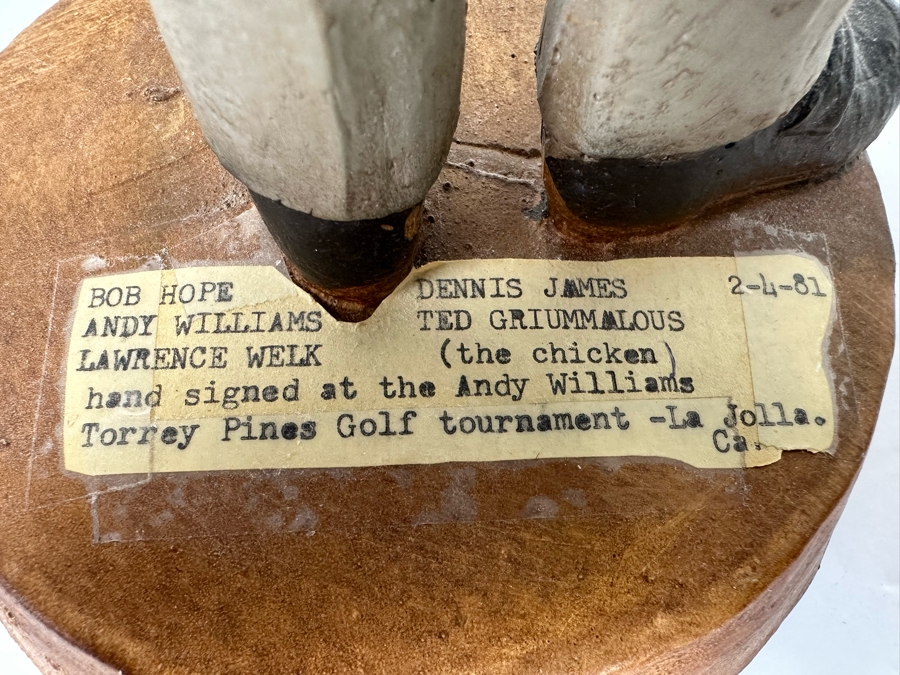 BOB HOPE DENNIS JAMES 2-4-81
ANDY WILLIAMS TED GRIUMMALOUS
LAWRENCE WELK (the chicken)
hand signed at the Andy Williams
Torrey Pines Golf tournament -La Jolla.
Ca.